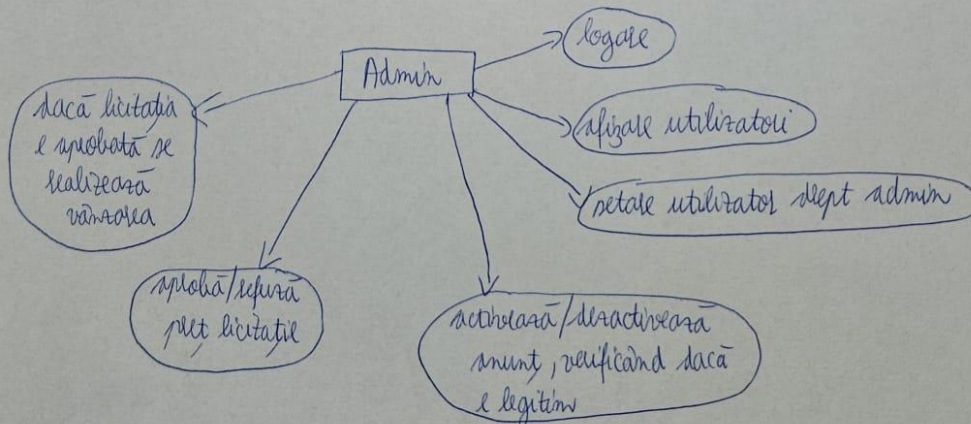 Admin
logare
afizare utilizatori
setare utilizator drept admin
activează/dezactivează
anunț, verificând dacă
e legitim
aprobă/refuză
preț licitație
dacă licitația
e aprobată se
realizează
vânzarea